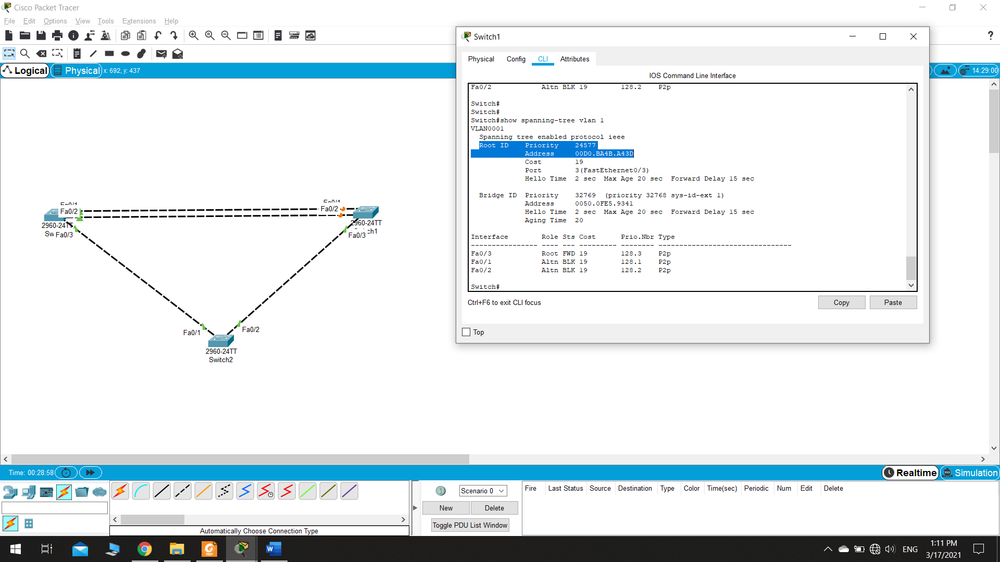 Cisco Packet Tracer
File Edit Options View Tools Extensions Help
Logical
Physical
x: 692, y: 437
14:29:00
Switch1
Physical Config CLI Attributes
IOS Command Line Interface
Fa0/2 Altn BLK 19 128.2 P2p
Switch#
Switch#
Switch#show spanning-tree vlan 1
VLAN0001
Spanning tree enabled protocol ieee
Root ID Priority 24577
Address 00D0.BA4B.A43D
Cost 19
Port 3(FastEthernet0/3)
Hello Time 2 sec Max Age 20 sec Forward Delay 15 sec
Bridge ID Priority 32769 (priority 32768 sys-id-ext 1)
Address 0050.0FE5.9341
Hello Time 2 sec Max Age 20 sec Forward Delay 15 sec
Aging Time 20
Interface Role Sts Cost Prio.Nbr Type
---------------- ---- --- --------- -------- --------------------------------
Fa0/3 Root FWD 19 128.3 P2p
Fa0/1 Altn BLK 19 128.1 P2p
Fa0/2 Altn BLK 19 128.2 P2p
Switch#
Ctrl+F6 to exit CLI focus
Copy
Paste
Top
Fa0/1
Fa0/2
2960-24TT
Sw
Fa0/3
Fa0/1
Fa0/2
2960-24TT
ch1
Fa0/3
Fa0/1
Fa0/2
2960-24TT
Switch2
Time: 00:28:58
Realtime
Simulation
Scenario 0
New
Delete
Toggle PDU List Window
Fire Last Status Source Destination Type Color Time(sec) Periodic Num Edit Delete
Automatically Choose Connection Type
ENG
1:11 PM
3/17/2021